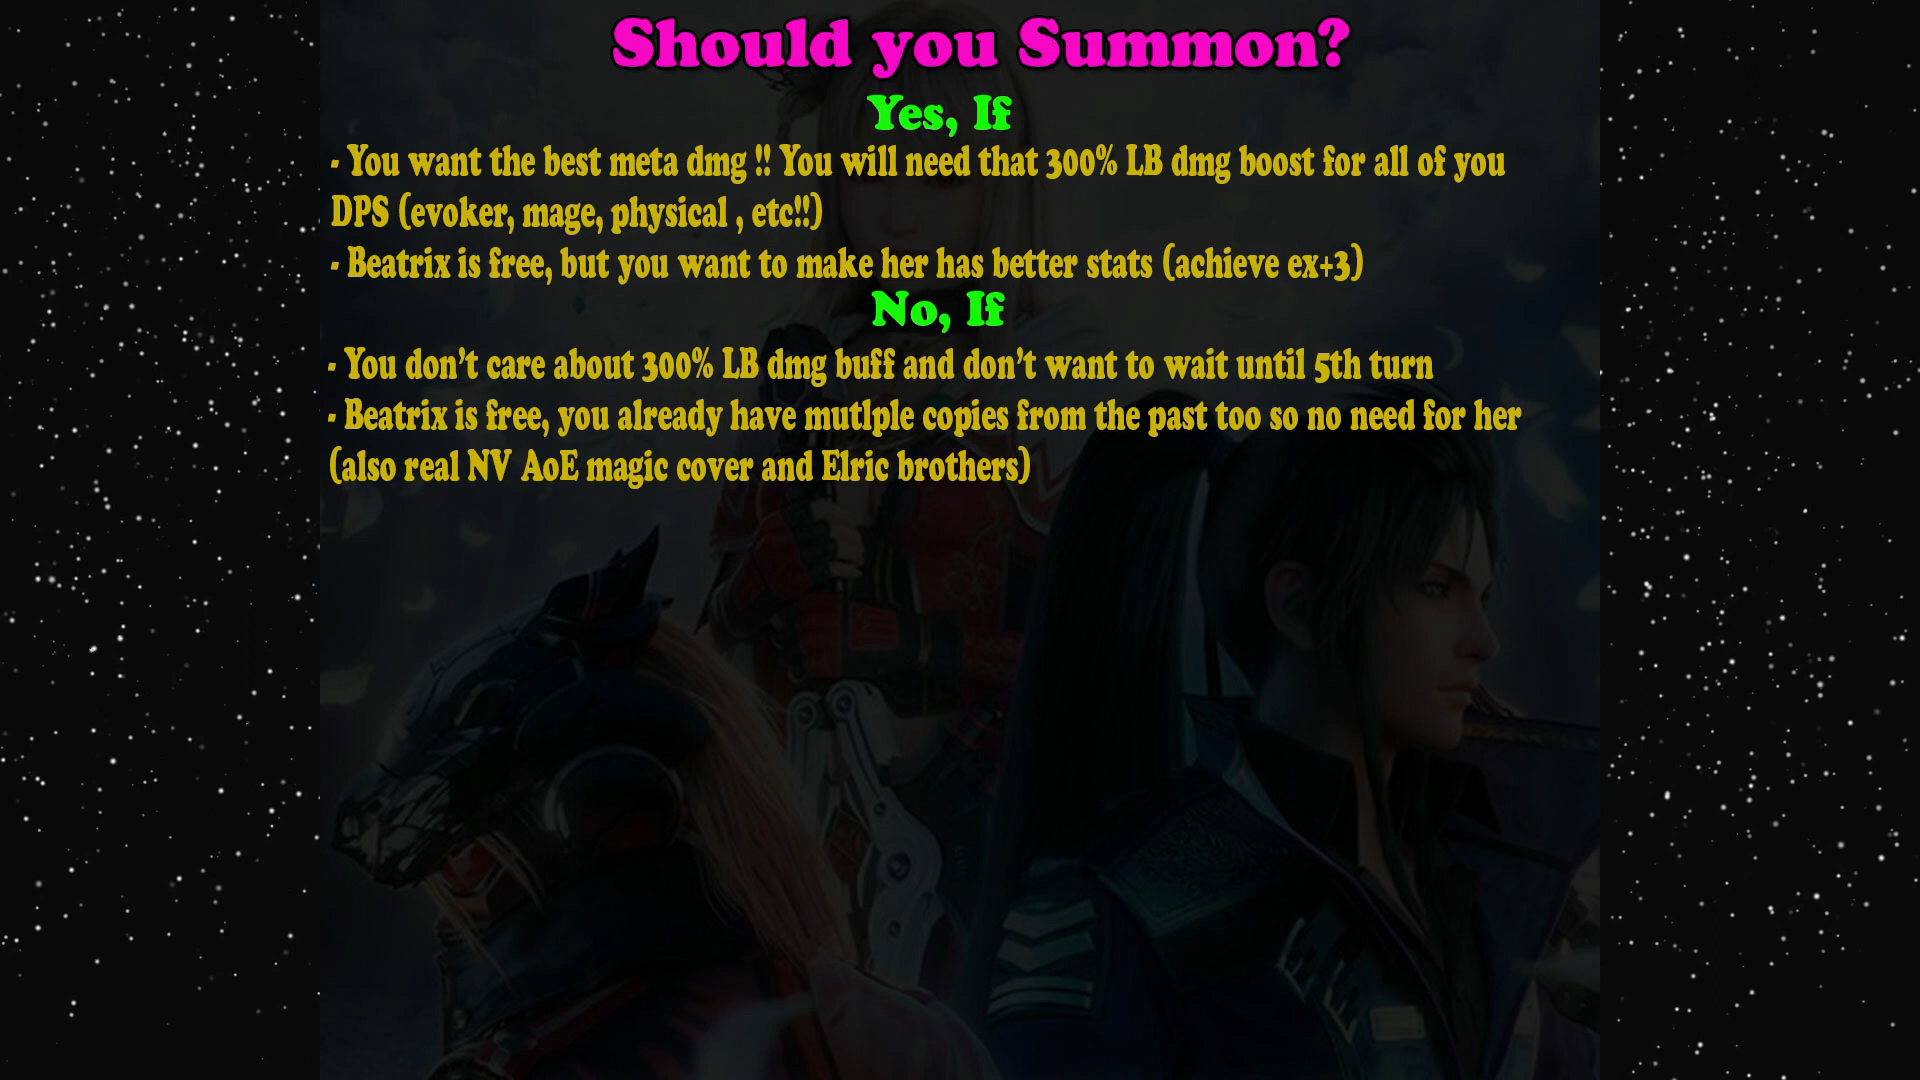 Should you Summon?
Yes, If
- You want the best meta dmg !! You will need that 300% LB dmg boost for all of you
DPS (evoker, mage, physical , etc!!)
- Beatrix is free, but you want to make her has better stats (achieve ex+3)
No, If
- You don’t care about 300% LB dmg buff and don’t want to wait until 5th turn
- Beatrix is free, you already have mutlple copies from the past too so no need for her
(also real NV AoE magic cover and Elric brothers)